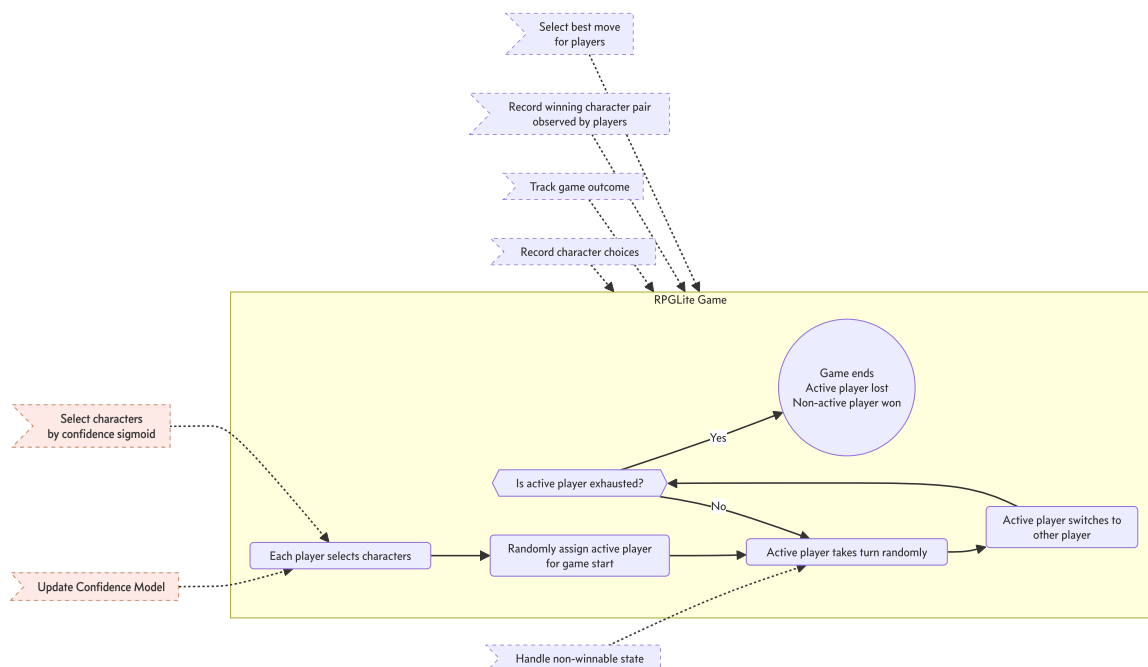 Select best move
for players
Record winning character pair
observed by players
Track game outcome
Record character choices
RPGLite Game
Game ends
Active player lost
Non-active player won
Select characters
by confidence sigmoid
Yes
Is active player exhausted?
No
Active player switches to
other player
Each player selects characters
Randomly assign active player
for game start
Active player takes turn randomly
Update Confidence Model
Handle non-winnable state